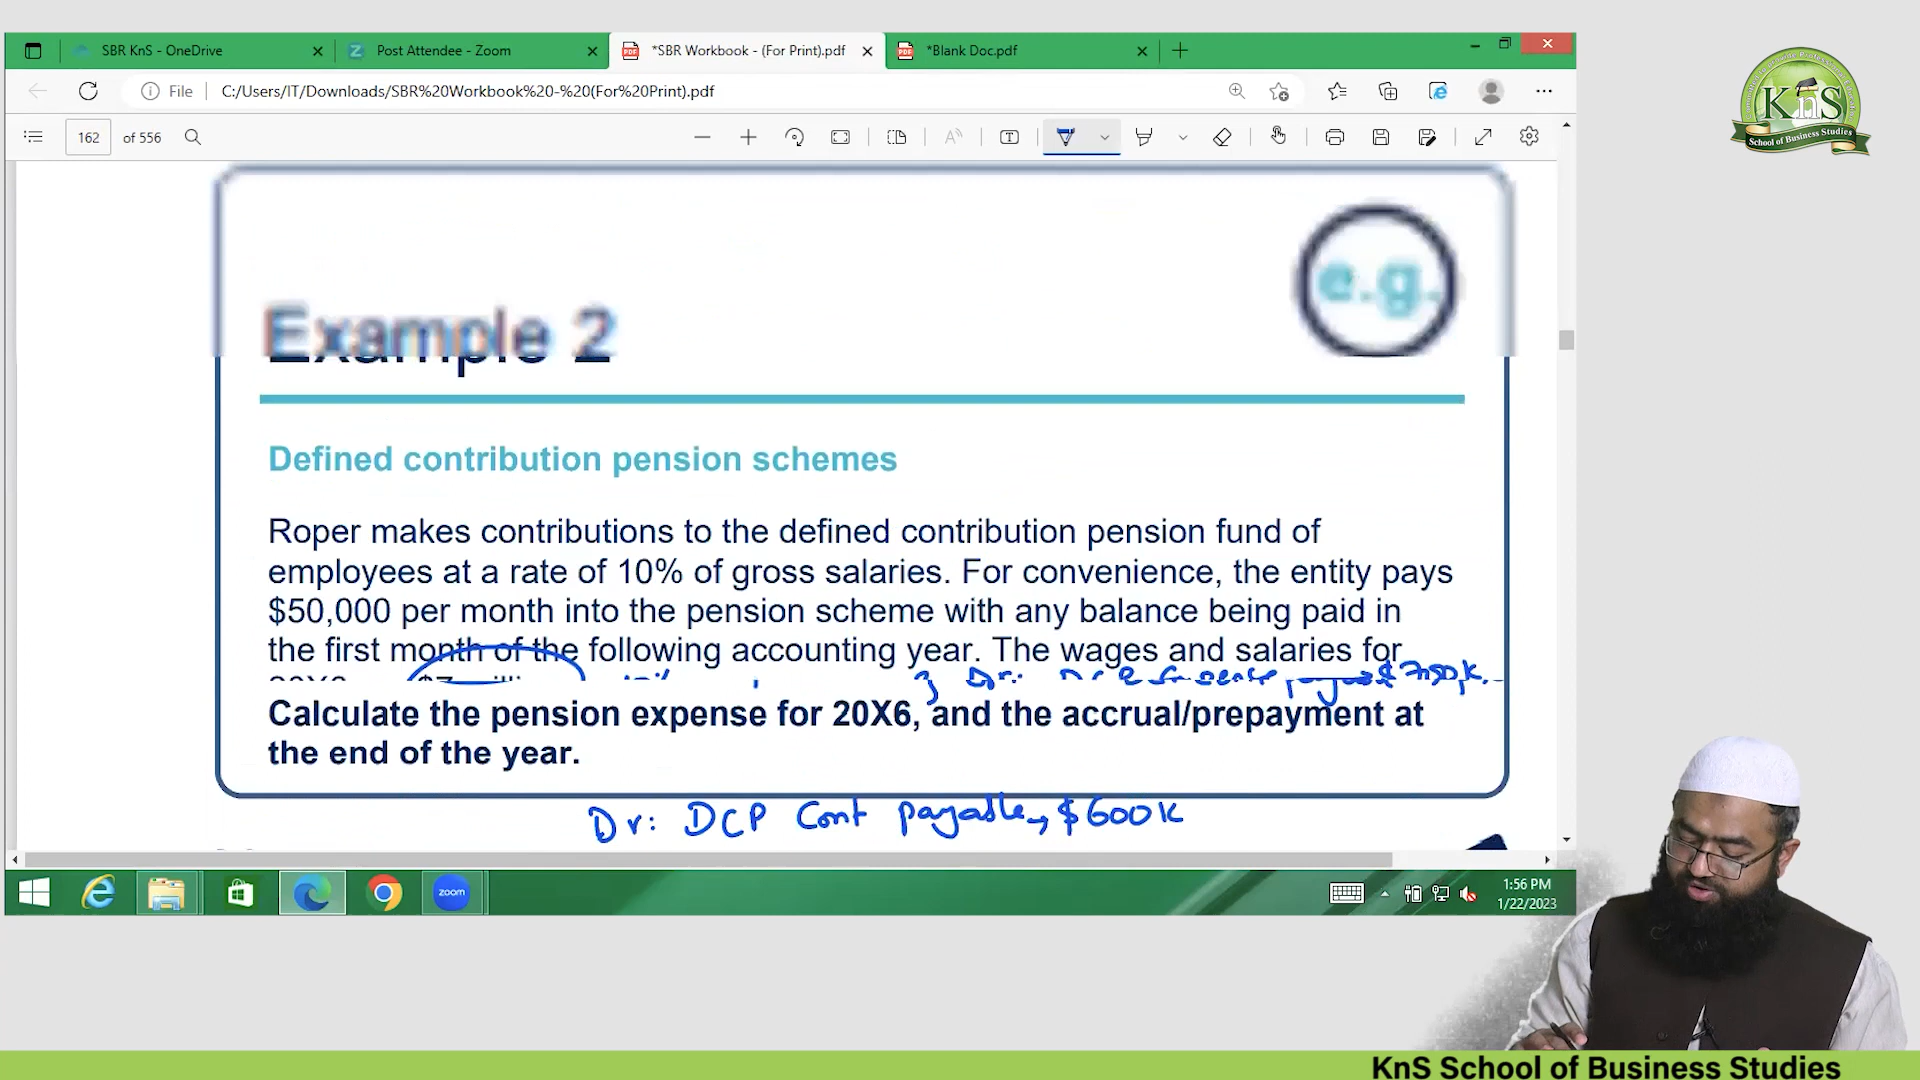 SBR KnS - OneDrive
Post Attendee - Zoom
*SBR Workbook - (For Print).pdf
*Blank Doc.pdf
File
C:/Users/IT/Downloads/SBR%20Workbook%20-%20(For%20Print).pdf
162 of 556
KnS
School of Business Studies
e.g.
Example 2
Defined contribution pension schemes
Roper makes contributions to the defined contribution pension fund of
employees at a rate of 10% of gross salaries. For convenience, the entity pays
$50,000 per month into the pension scheme with any balance being paid in
the first month of the following accounting year. The wages and salaries for
Calculate the pension expense for 20X6, and the accrual/prepayment at
the end of the year.
Dr: DCP Cont payable $600K
zoom
1:56 PM
1/22/2023
KnS School of Business Studies